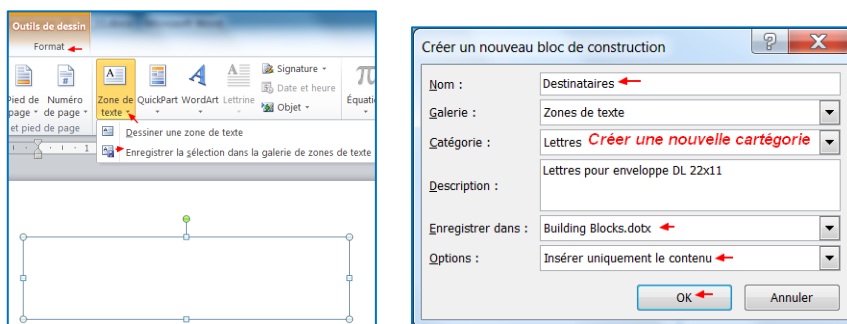 Outils de dessin
Format
Pied de page
Numéro de page
Zone de texte
QuickPart
WordArt
Lettrine
Signature
Date et heure
Objet
Équatio
et pied de page
Dessiner une zone de texte
Enregistrer la sélection dans la galerie de zones de texte
1
Créer un nouveau bloc de construction
Nom : Destinataires
Galerie : Zones de texte
Catégorie : Lettres Créer une nouvelle cartégorie
Description : Lettres pour enveloppe DL 22x11
Enregistrer dans : Building Blocks.dotx
Options : Insérer uniquement le contenu
OK Annuler